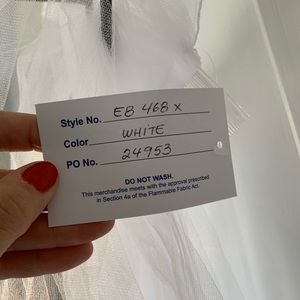 Style No. EB 468 x
Color WHITE
PO No. 24953
DO NOT WASH.
This merchandise meets with the approval prescribed
in Section 4a of the Flammable Fabric Act.